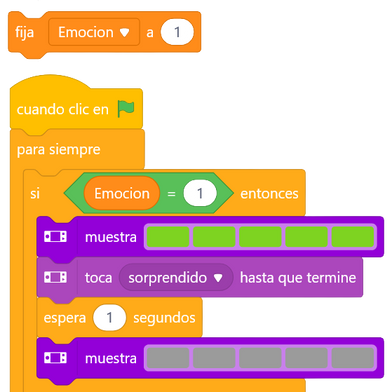 fija Emocion a 1
cuando clic en
para siempre
si Emocion = 1 entonces
muestra
toca sorprendido hasta que termine
espera 1 segundos
muestra